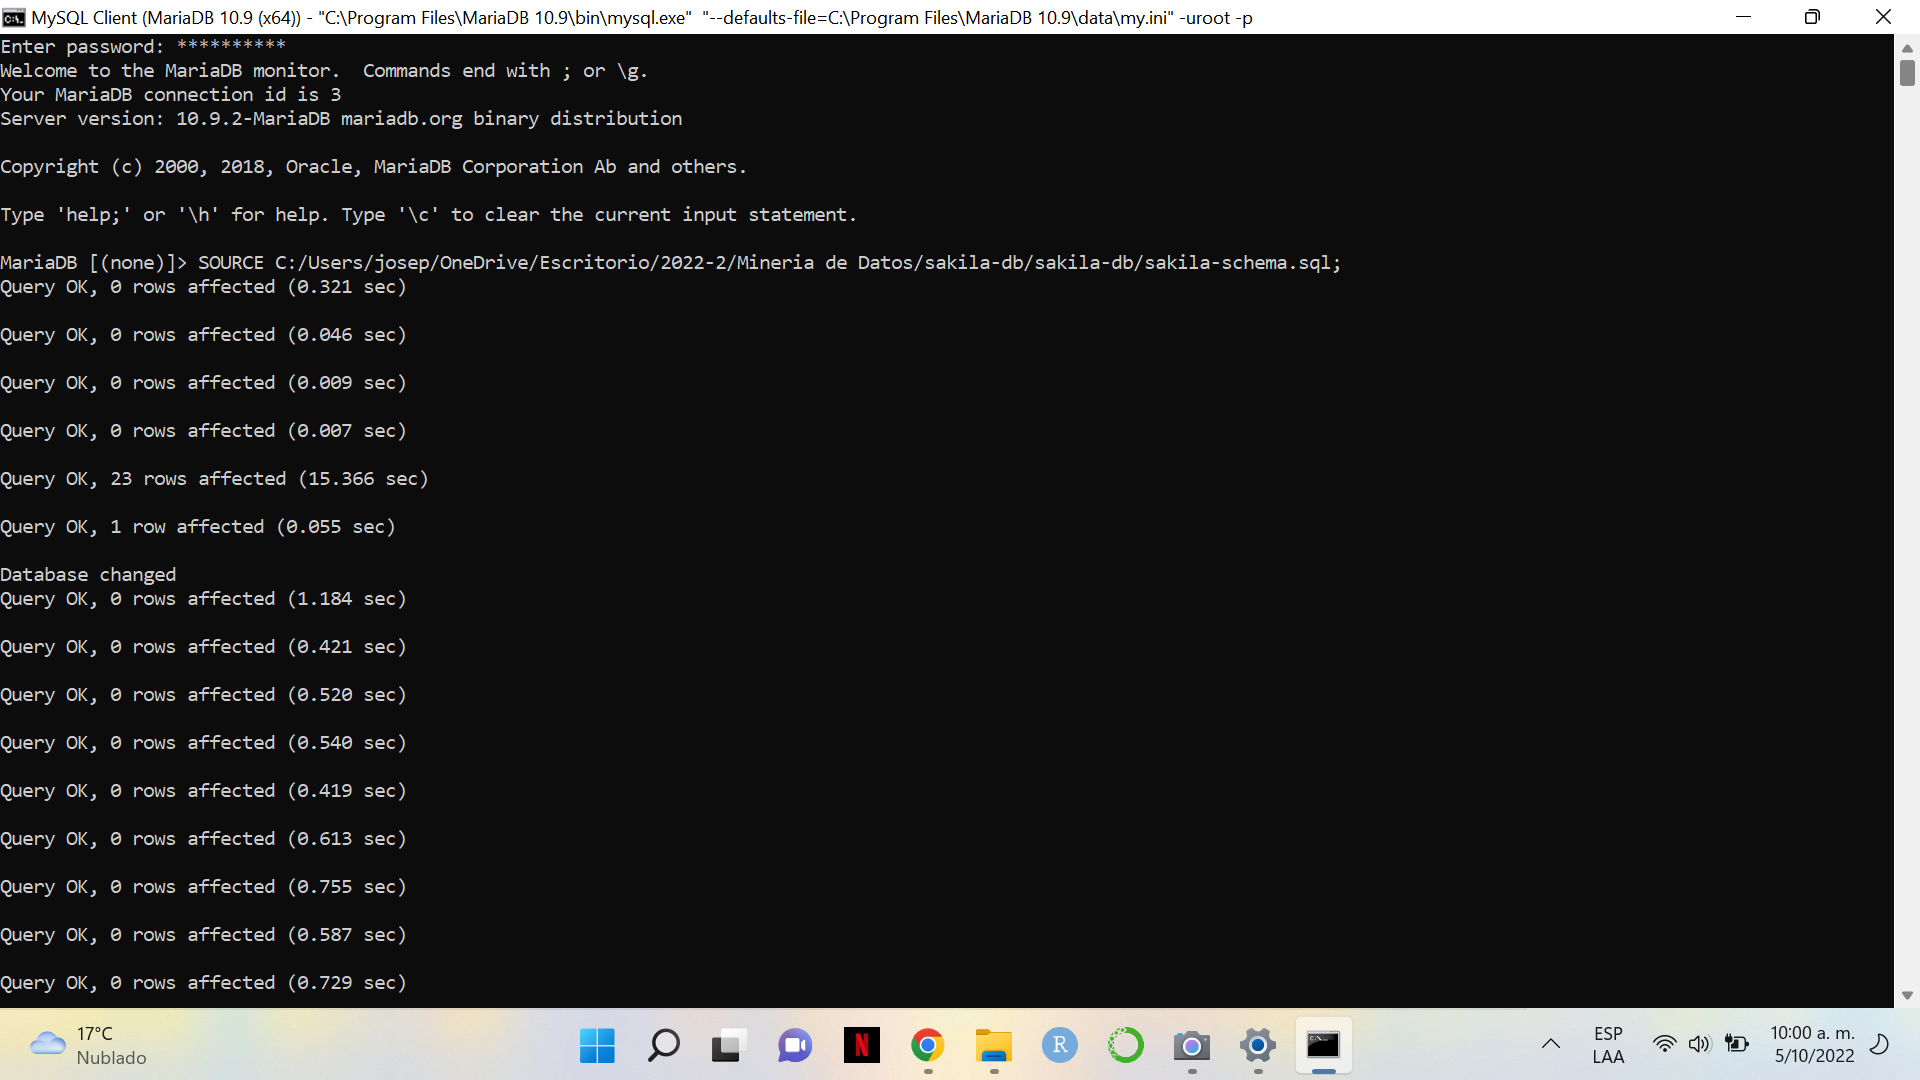 MySQL Client (MariaDB 10.9 (x64)) - "C:\Program Files\MariaDB 10.9\bin\mysql.exe"  "--defaults-file=C:\Program Files\MariaDB 10.9\data\my.ini" -uroot -p
Enter password: **********
Welcome to the MariaDB monitor.  Commands end with ; or \g.
Your MariaDB connection id is 3
Server version: 10.9.2-MariaDB mariadb.org binary distribution
Copyright (c) 2000, 2018, Oracle, MariaDB Corporation Ab and others.
Type 'help;' or '\h' for help. Type '\c' to clear the current input statement.
MariaDB [(none)]> SOURCE C:/Users/josep/OneDrive/Escritorio/2022-2/Mineria de Datos/sakila-db/sakila-db/sakila-schema.sql;
Query OK, 0 rows affected (0.321 sec)
Query OK, 0 rows affected (0.046 sec)
Query OK, 0 rows affected (0.009 sec)
Query OK, 0 rows affected (0.007 sec)
Query OK, 23 rows affected (15.366 sec)
Query OK, 1 row affected (0.055 sec)
Database changed
Query OK, 0 rows affected (1.184 sec)
Query OK, 0 rows affected (0.421 sec)
Query OK, 0 rows affected (0.520 sec)
Query OK, 0 rows affected (0.540 sec)
Query OK, 0 rows affected (0.419 sec)
Query OK, 0 rows affected (0.613 sec)
Query OK, 0 rows affected (0.755 sec)
Query OK, 0 rows affected (0.587 sec)
Query OK, 0 rows affected (0.729 sec)
17°C
Nublado
N
R
ESP
LAA
10:00 a. m.
5/10/2022